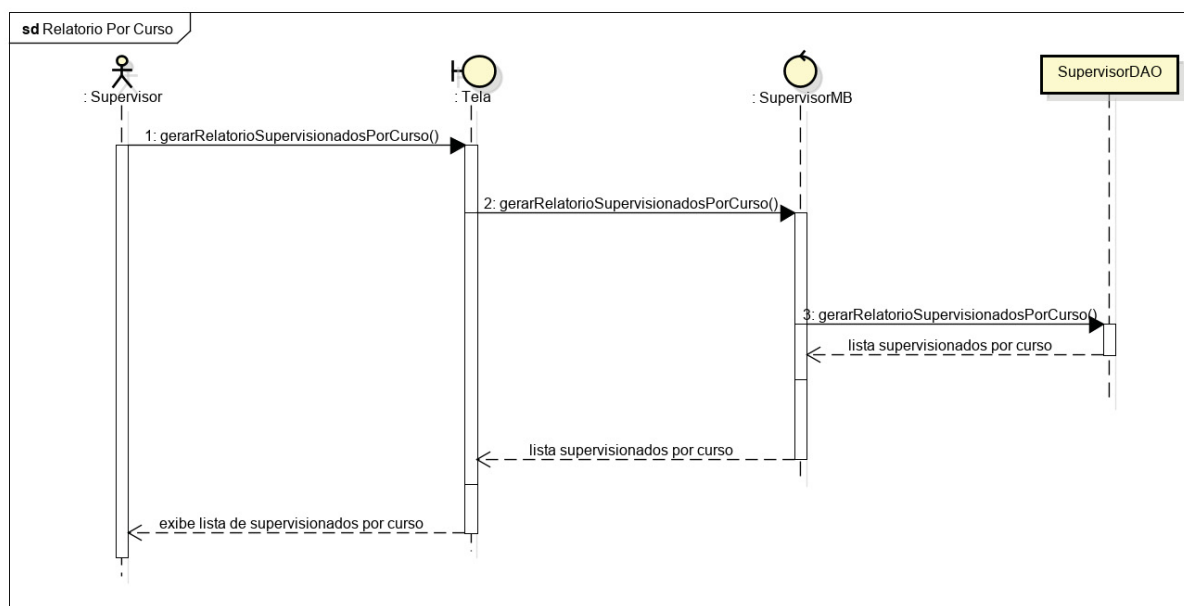 sd Relatorio Por Curso
: Supervisor
: Tela
: SupervisorMB
SupervisorDAO
1: gerarRelatorioSupervisionadosPorCurso()
2: gerarRelatorioSupervisionadosPorCurso()
3: gerarRelatorioSupervisionadosPorCurso()
lista supervisionados por curso
lista supervisionados por curso
exibe lista de supervisionados por curso